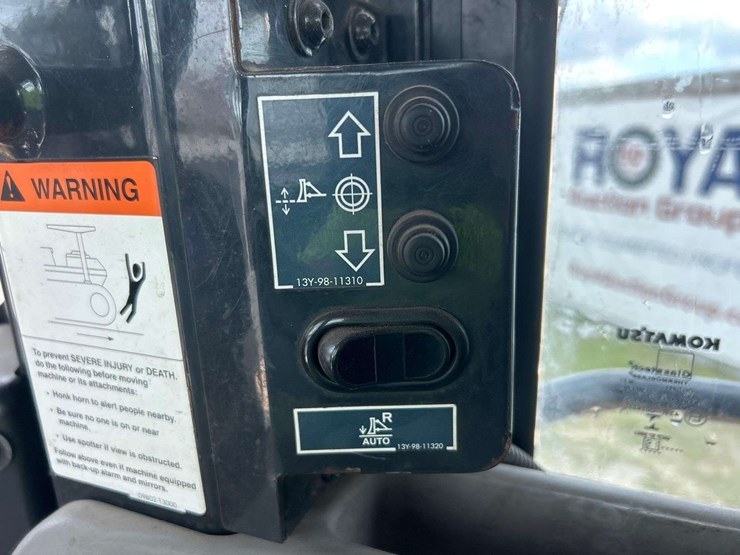 WARNING
To prevent SEVERE INJURY or DEATH,
do the following before moving
machine or its attachments:
• Honk horn to alert people nearby.
• Be sure no one is on or near
machine.
• Use spotter if view is obstructed.
Follow above even if machine equipped
with back-up alarm and mirrors.
13Y-98-11310
R
AUTO
13Y-98-11320
ROYA
Auction Group
KOMATSU